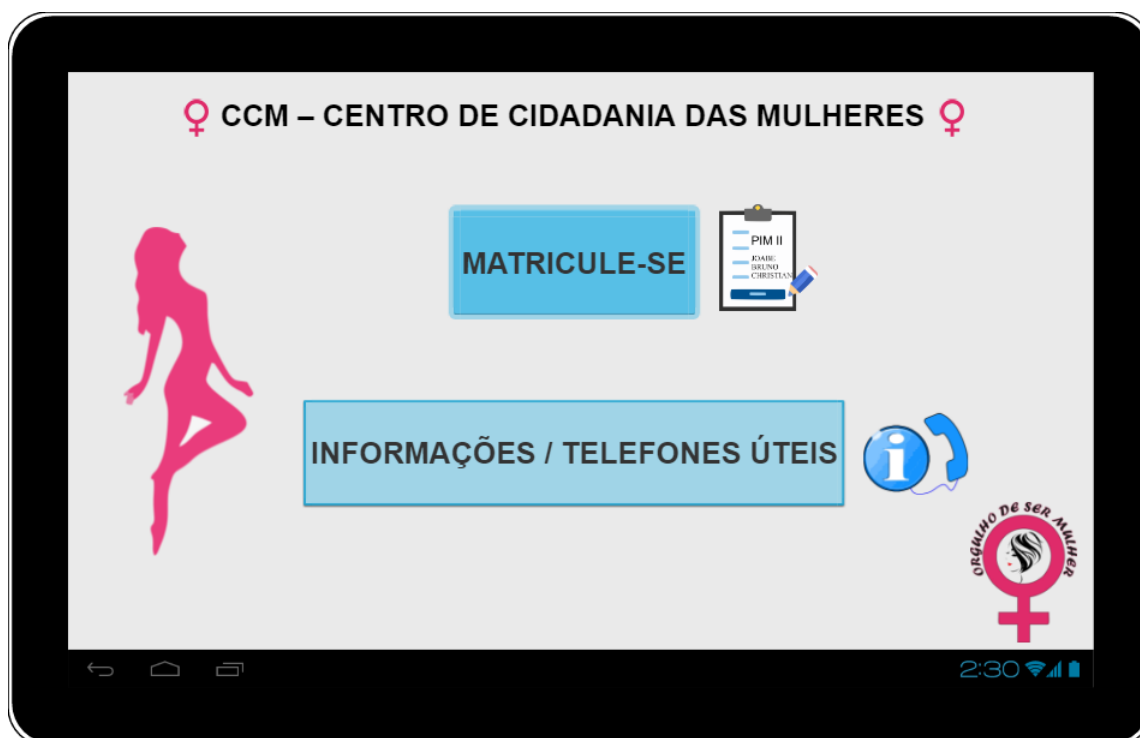 CCM – CENTRO DE CIDADANIA DAS MULHERES
MATRICULE-SE
PIM II
JOABE
BRUNO
CHRISTIAN
INFORMAÇÕES / TELEFONES ÚTEIS
i
ORGULHO DE SER MULHER
2:30